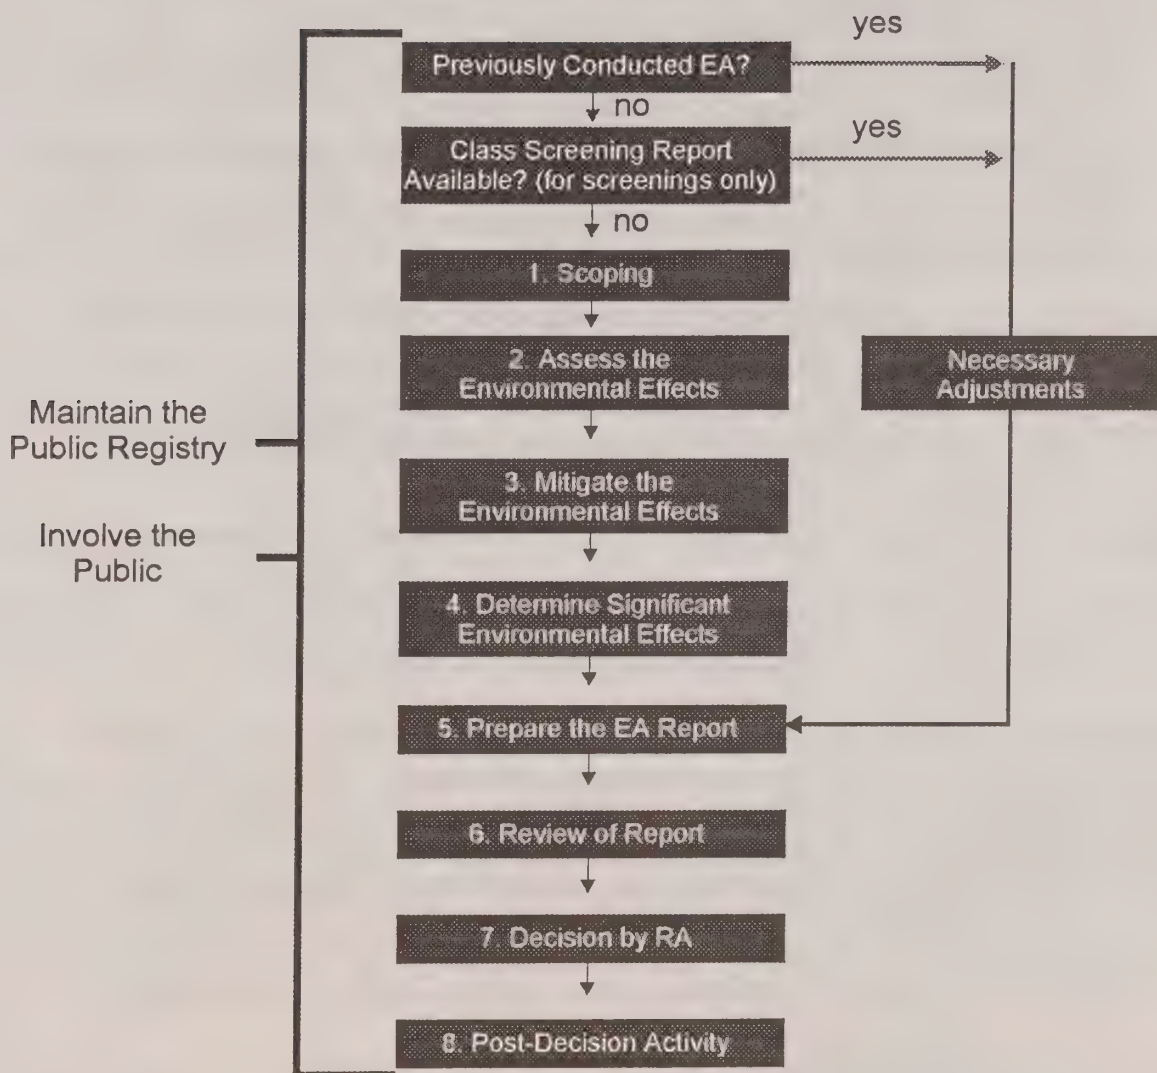 yes
Previously Conducted EA?
no
yes
Class Screening Report
Available? (for screenings only)
no
1. Scoping
2. Assess the
Environmental Effects
Necessary
Adjustments
Maintain the
Public Registry
3. Mitigate the
Environmental Effects
Involve the
Public
4. Determine Significant
Environmental Effects
5. Prepare the EA Report
6. Review of Report
7. Decision by RA
8. Post-Decision Activity